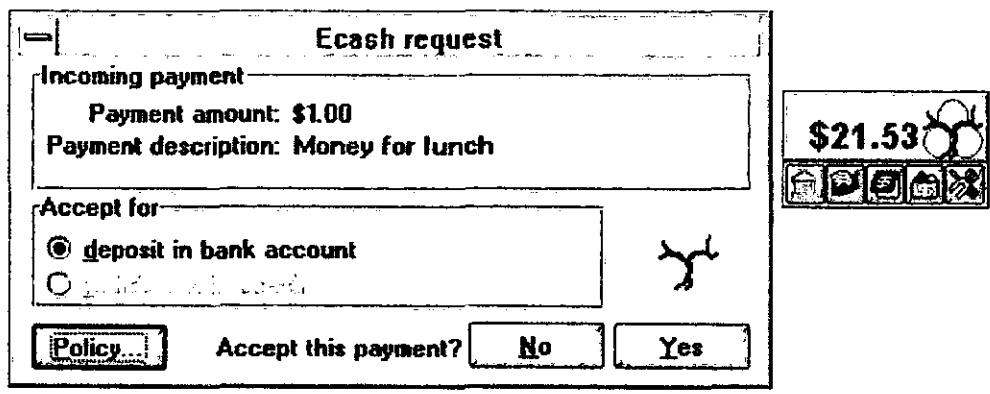 Ecash request
Incoming payment
Payment amount: $1.00
Payment description: Money for lunch
$21.53
Accept for
deposit in bank account
Policy...
Accept this payment?
No
Yes